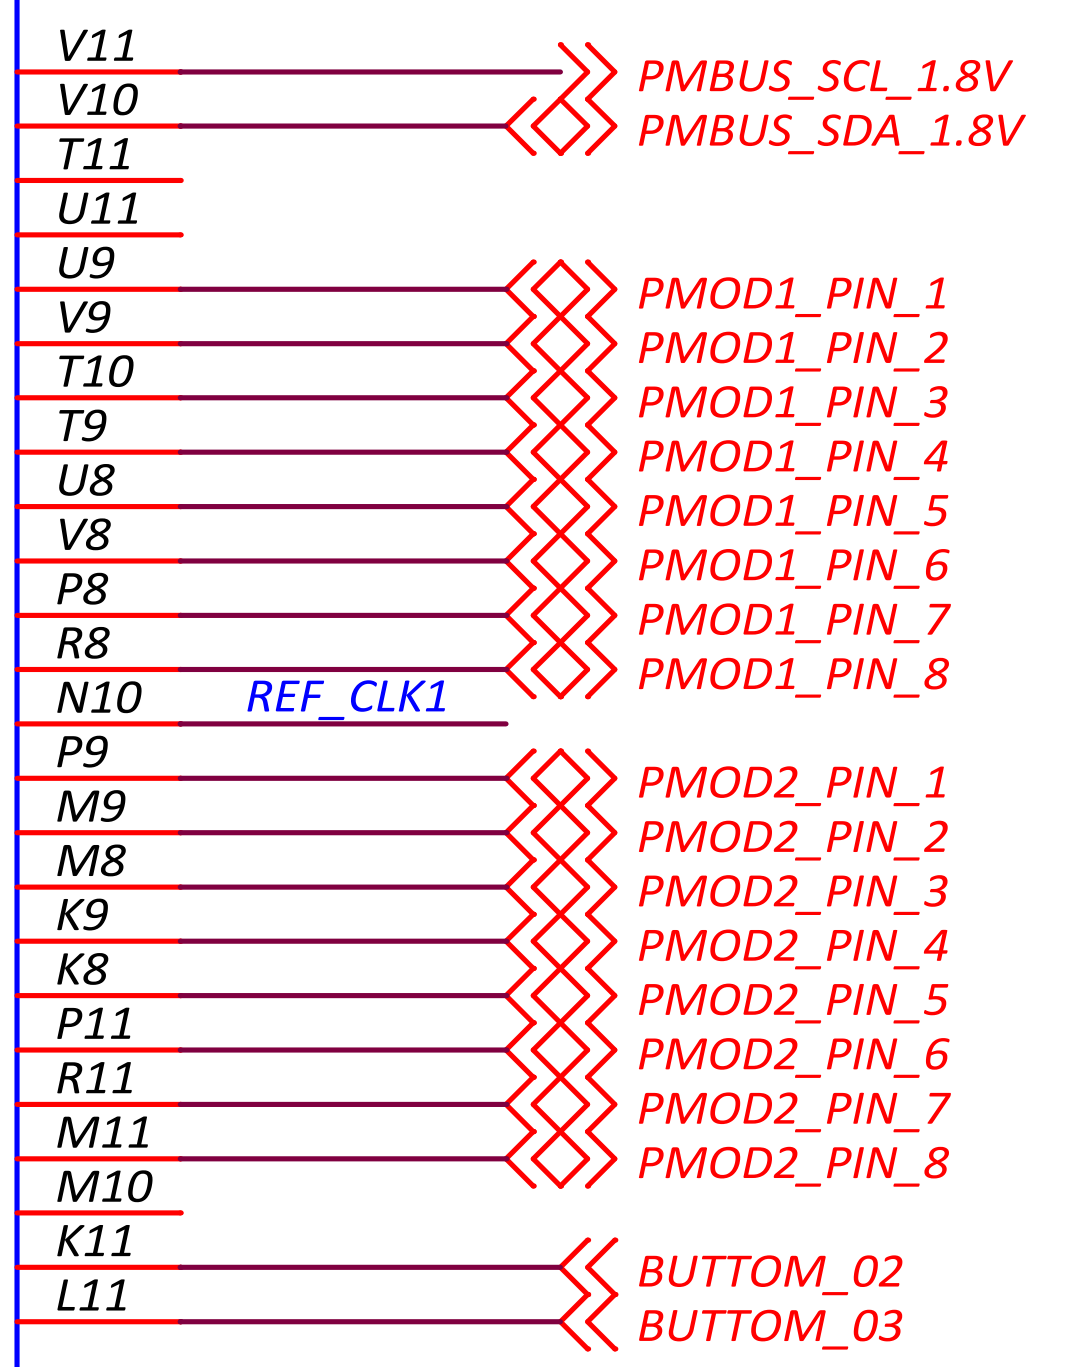 V11 PMBUS_SCL_1.8V
V10 PMBUS_SDA_1.8V
T11
U11
U9 PMOD1_PIN_1
V9 PMOD1_PIN_2
T10 PMOD1_PIN_3
T9 PMOD1_PIN_4
U8 PMOD1_PIN_5
V8 PMOD1_PIN_6
P8 PMOD1_PIN_7
R8 PMOD1_PIN_8
N10 REF_CLK1
P9 PMOD2_PIN_1
M9 PMOD2_PIN_2
M8 PMOD2_PIN_3
K9 PMOD2_PIN_4
K8 PMOD2_PIN_5
P11 PMOD2_PIN_6
R11 PMOD2_PIN_7
M11 PMOD2_PIN_8
M10
K11 BUTTOM_02
L11 BUTTOM_03